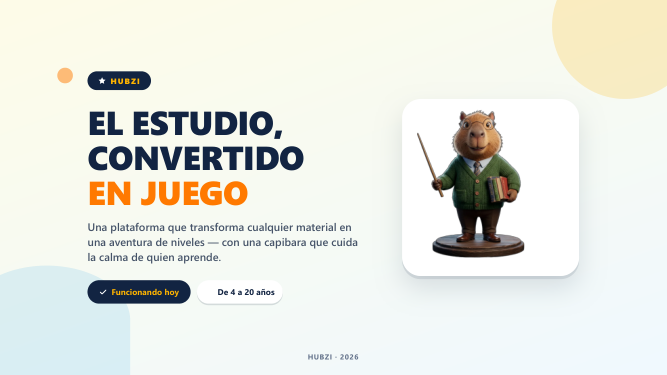 HUBZI
EL ESTUDIO,
CONVERTIDO
EN JUEGO
Una plataforma que transforma cualquier material en
una aventura de niveles — con una capibara que cuida
la calma de quien aprende.
Funcionando hoy
De 4 a 20 años
HUBZI · 2026